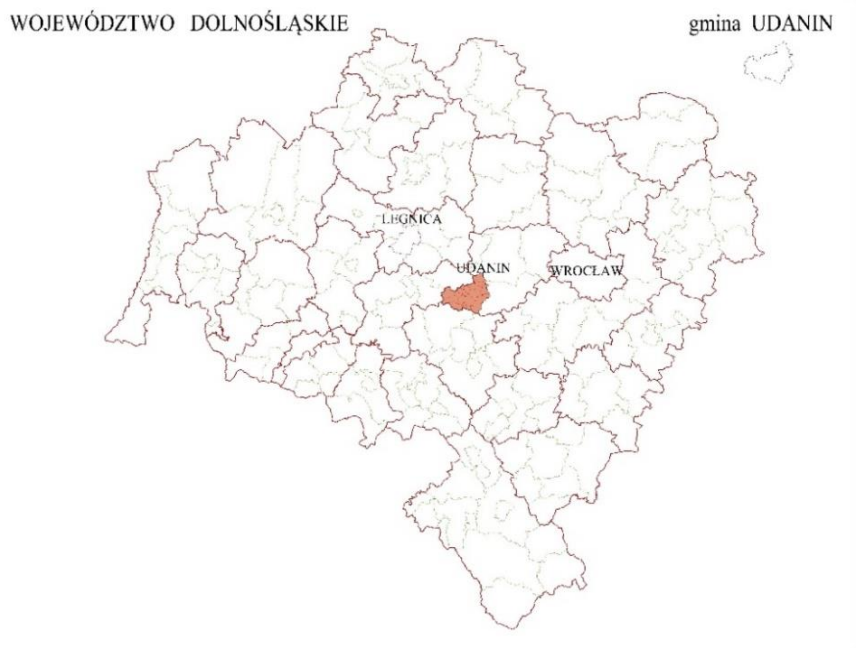 WOJEWÓDZTWO DOLNOŚLĄSKIE
gmina UDANIN
LEGNICA
UDANIN
WROCŁAW